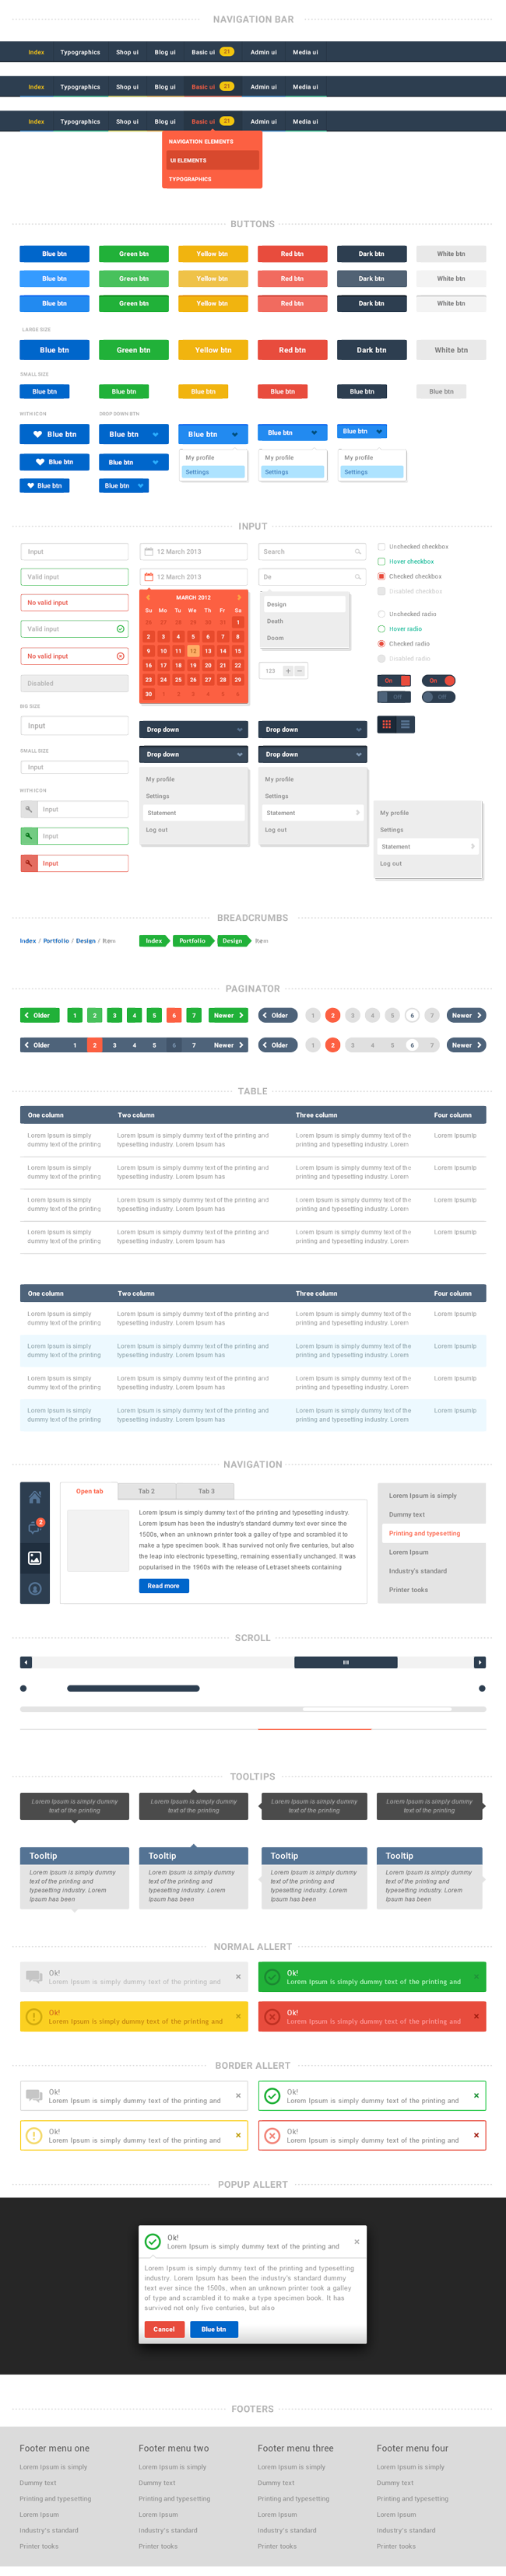 NAVIGATION BAR
Index Typographics Shop ui Blog ui Basic ui 21 Admin ui Media ui
Index Typographics Shop ui Blog ui Basic ui 21 Admin ui Media ui
Index Typographics Shop ui Blog ui Basic ui 21 Admin ui Media ui
NAVIGATION ELEMENTS
UI ELEMENTS
TYPOGRAPHICS
BUTTONS
Blue btn Green btn Yellow btn Red btn Dark btn White btn
Blue btn Green btn Yellow btn Red btn Dark btn White btn
Blue btn Green btn Yellow btn Red btn Dark btn White btn
LARGE SIZE
Blue btn Green btn Yellow btn Red btn Dark btn White btn
SMALL SIZE
Blue btn Blue btn Blue btn Blue btn Blue btn Blue btn
WITH ICON DROP DOWN BTN
Blue btn Blue btn Blue btn Blue btn Blue btn
My profile My profile My profile
Blue btn Blue btn
Settings Settings Settings
Blue btn Blue btn
INPUT
Input 12 March 2013 Search
Valid input 12 March 2013 De
No valid input
Valid input
No valid input
Disabled
BIG SIZE
Input
SMALL SIZE
Input
WITH ICON
Input
Input
Input
MARCH 2012
Su Mo Tu We Th Fr Sa
26 27 28 29 30 31 1
2 3 4 5 6 7 8
9 10 11 12 13 14 15
16 17 18 19 20 21 22
23 24 25 26 27 28 29
30 1 2 3 4 5 6
Design
Death
Doom
123 + −
Unchecked checkbox
Hover checkbox
Checked checkbox
Disabled checkbox
Unchecked radio
Hover radio
Checked radio
Disabled radio
On On
Off Off
Drop down Drop down
Drop down Drop down
My profile My profile
Settings Settings
Statement Statement
Log out Log out
My profile
Settings
Statement
Log out
BREADCRUMBS
Index / Portfolio / Design / Raw Index Portfolio Design Raw
PAGINATOR
Older 1 2 3 4 5 6 7 Newer Older 1 2 3 4 5 6 7 Newer
Older 1 2 3 4 5 6 7 Newer Older 1 2 3 4 5 6 7 Newer
TABLE
One column Two column Three column Four column
Lorem Ipsum is simply Lorem Ipsum is simply dummy text of the printing and Lorem Ipsum is simply dummy text of the Lorem Ipsumlp
dummy text of the printing typesetting industry. Lorem Ipsum has printing and typesetting industry. Lorem
Lorem Ipsum is simply Lorem Ipsum is simply dummy text of the printing and Lorem Ipsum is simply dummy text of the Lorem Ipsumlp
dummy text of the printing typesetting industry. Lorem Ipsum has printing and typesetting industry. Lorem
Lorem Ipsum is simply Lorem Ipsum is simply dummy text of the printing and Lorem Ipsum is simply dummy text of the Lorem Ipsumlp
dummy text of the printing typesetting industry. Lorem Ipsum has printing and typesetting industry. Lorem
Lorem Ipsum is simply Lorem Ipsum is simply dummy text of the printing and Lorem Ipsum is simply dummy text of the Lorem Ipsumlp
dummy text of the printing typesetting industry. Lorem Ipsum has printing and typesetting industry. Lorem
One column Two column Three column Four column
Lorem Ipsum is simply Lorem Ipsum is simply dummy text of the printing and Lorem Ipsum is simply dummy text of the Lorem Ipsumlp
dummy text of the printing typesetting industry. Lorem Ipsum has printing and typesetting industry. Lorem
Lorem Ipsum is simply Lorem Ipsum is simply dummy text of the printing and Lorem Ipsum is simply dummy text of the Lorem Ipsumlp
dummy text of the printing typesetting industry. Lorem Ipsum has printing and typesetting industry. Lorem
Lorem Ipsum is simply Lorem Ipsum is simply dummy text of the printing and Lorem Ipsum is simply dummy text of the Lorem Ipsumlp
dummy text of the printing typesetting industry. Lorem Ipsum has printing and typesetting industry. Lorem
Lorem Ipsum is simply Lorem Ipsum is simply dummy text of the printing and Lorem Ipsum is simply dummy text of the Lorem Ipsumlp
dummy text of the printing typesetting industry. Lorem Ipsum has printing and typesetting industry. Lorem
NAVIGATION
2
Open tab Tab 2 Tab 3
Lorem Ipsum is simply dummy text of the printing and typesetting industry.
Lorem Ipsum has been the industry's standard dummy text ever since the
1500s, when an unknown printer took a galley of type and scrambled it to
make a type specimen book. It has survived not only five centuries, but also
the leap into electronic typesetting, remaining essentially unchanged. It was
popularised in the 1960s with the release of Letraset sheets containing
Read more
Lorem Ipsum is simply
Dummy text
Printing and typesetting
Lorem Ipsum
Industry's standard
Printer tooks
SCROLL
TOOLTIPS
Lorem Ipsum is simply dummy Lorem Ipsum is simply dummy Lorem Ipsum is simply dummy Lorem Ipsum is simply dummy
text of the printing text of the printing text of the printing text of the printing
Tooltip Tooltip Tooltip Tooltip
Lorem Ipsum is simply dummy Lorem Ipsum is simply dummy Lorem Ipsum is simply dummy Lorem Ipsum is simply dummy
text of the printing and text of the printing and text of the printing and text of the printing and
typesetting industry. Lorem typesetting industry. Lorem typesetting industry. Lorem typesetting industry. Lorem
Ipsum has been Ipsum has been Ipsum has been Ipsum has been
NORMAL ALLERT
Ok! Ok!
Lorem Ipsum is simply dummy text of the printing and Lorem Ipsum is simply dummy text of the printing and
Ok! Ok!
Lorem Ipsum is simply dummy text of the printing and Lorem Ipsum is simply dummy text of the printing and
BORDER ALLERT
Ok! Ok!
Lorem Ipsum is simply dummy text of the printing and Lorem Ipsum is simply dummy text of the printing and
Ok! Ok!
Lorem Ipsum is simply dummy text of the printing and Lorem Ipsum is simply dummy text of the printing and
POPUP ALLERT
Ok!
Lorem Ipsum is simply dummy text of the printing and
Lorem Ipsum is simply dummy text of the printing and typesetting
industry. Lorem Ipsum has been the industry's standard dummy
text ever since the 1500s, when an unknown printer took a galley
of type and scrambled it to make a type specimen book. It has
survived not only five centuries, but also
Cancel Blue btn
FOOTERS
Footer menu one Footer menu two Footer menu three Footer menu four
Lorem Ipsum is simply Lorem Ipsum is simply Lorem Ipsum is simply Lorem Ipsum is simply
Dummy text Dummy text Dummy text Dummy text
Printing and typesetting Printing and typesetting Printing and typesetting Printing and typesetting
Lorem Ipsum Lorem Ipsum Lorem Ipsum Lorem Ipsum
Industry's standard Industry's standard Industry's standard Industry's standard
Printer tooks Printer tooks Printer tooks Printer tooks